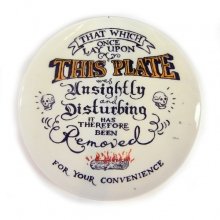 THAT WHICH
ONCE
LAY UPON
THIS PLATE
was
Unsightly
and
Disturbing
IT HAS
THEREFORE
BEEN
Removed
FOR YOUR CONVENIENCE